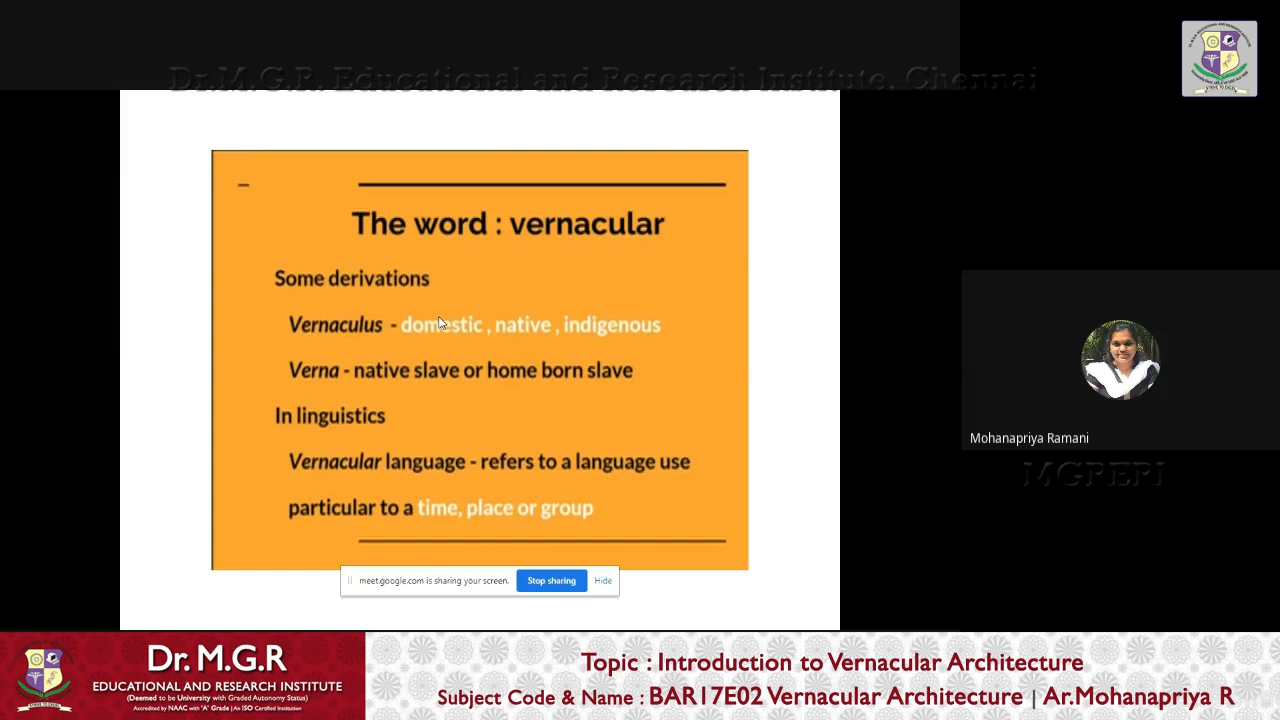 Dr.M.G.R. Educational and Research Institute, Chennai
The word : vernacular
Some derivations
Vernaculus - domestic , native , indigenous
Verna - native slave or home born slave
In linguistics
Vernacular language - refers to a language use
particular to a time, place or group
meet.google.com is sharing your screen. Stop sharing Hide
Mohanapriya Ramani
Dr. M.G.R
EDUCATIONAL AND RESEARCH INSTITUTE
(Deemed to be University with Graded Autonomy Status)
Accredited by NAAC with 'A' Grade | An ISO Certified Institution
Topic : Introduction to Vernacular Architecture
Subject Code & Name : BAR17E02 Vernacular Architecture | Ar.Mohanapriya R